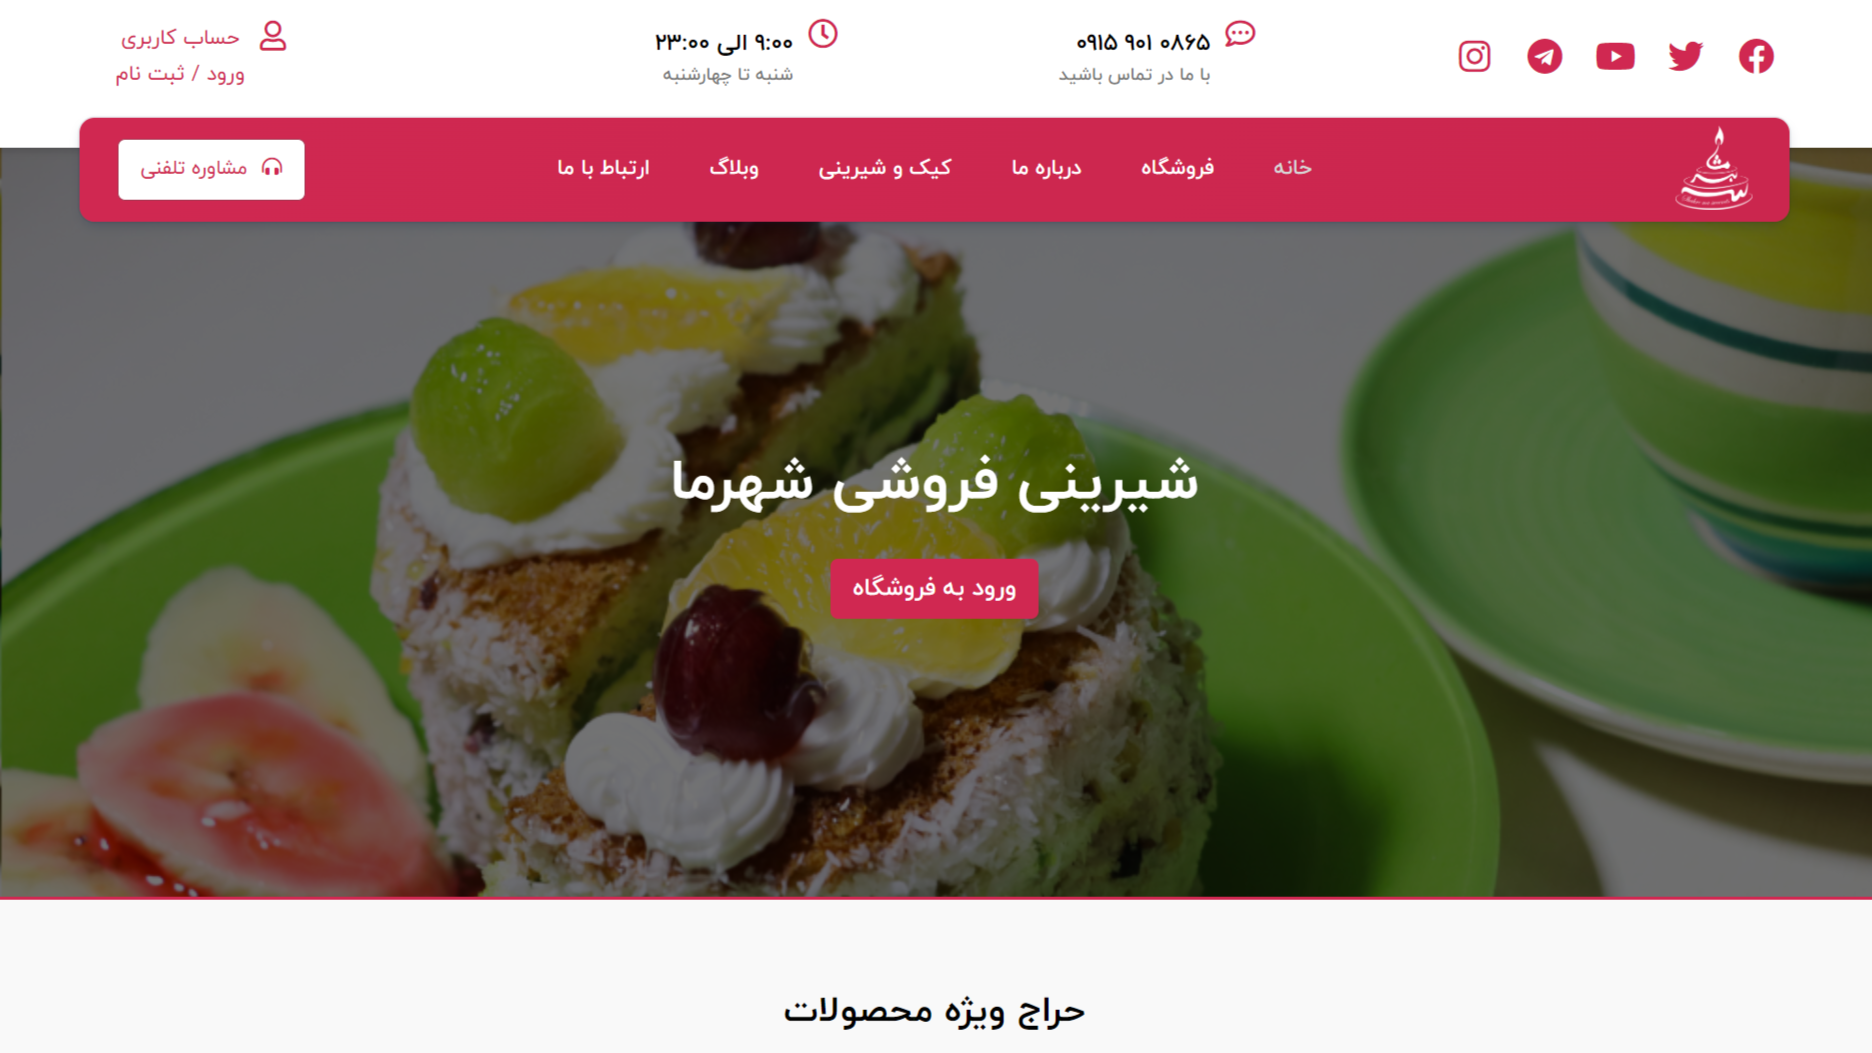 ۰۹۱۵ ۹۰۱ ۰۸۶۵
با ما در تماس باشید
۹:۰۰ الی ۲۳:۰۰
شنبه تا چهارشنبه
حساب کاربری
ورود / ثبت نام
خانه
فروشگاه
درباره ما
کیک و شیرینی
وبلاگ
ارتباط با ما
مشاوره تلفنی
شیرینی فروشی شهرما
ورود به فروشگاه
حراج ویژه محصولات